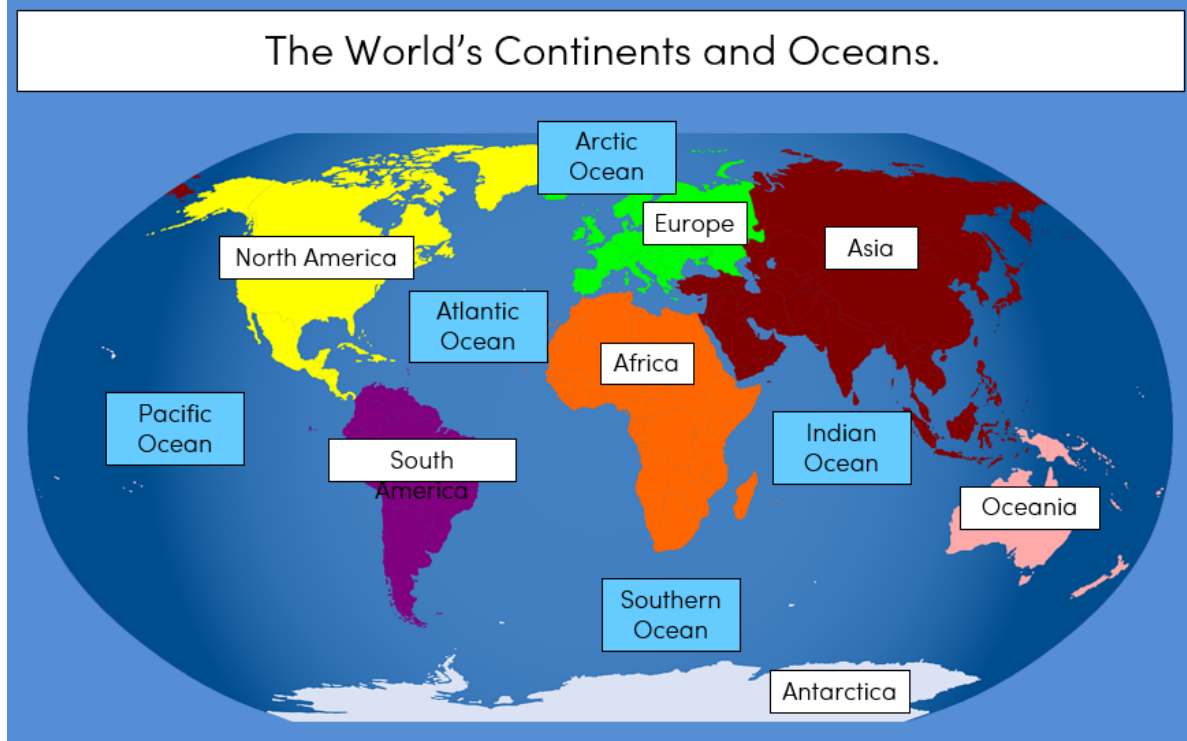 The World's Continents and Oceans.
Arctic
Ocean
Europe
North America
Asia
Atlantic
Ocean
Africa
Pacific
Ocean
Indian
Ocean
South
America
Oceania
Southern
Ocean
Antarctica